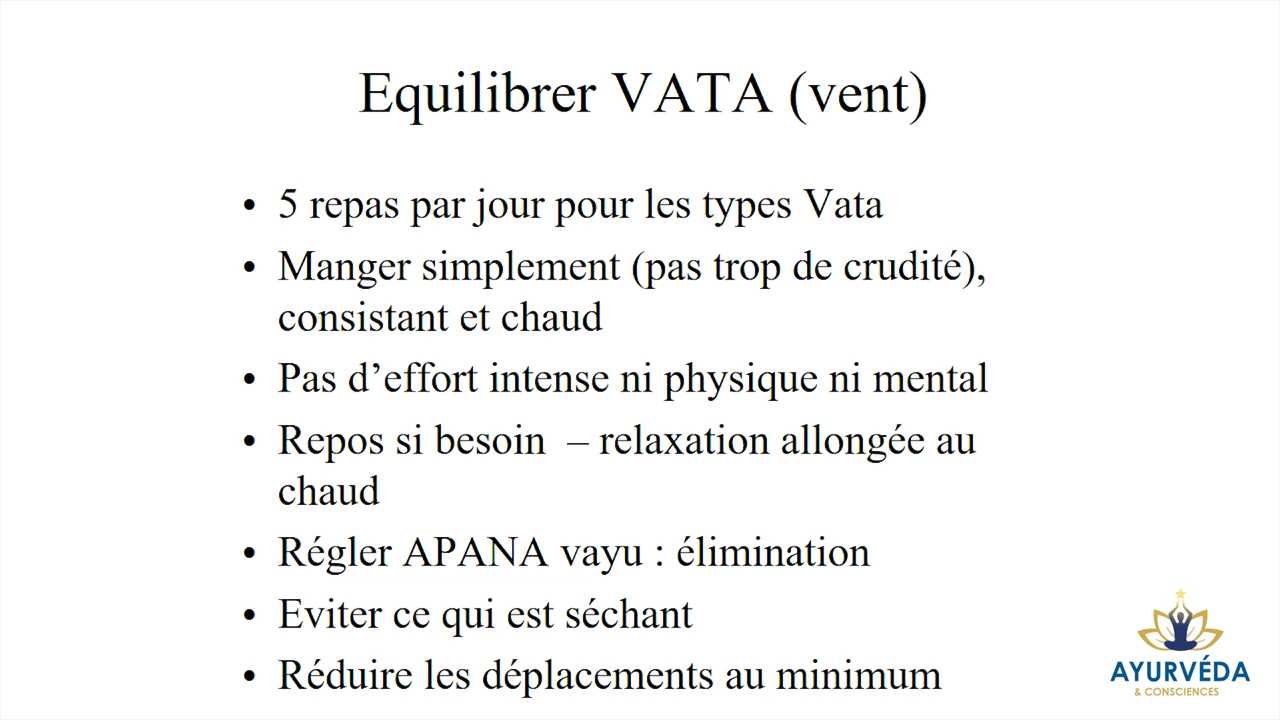 Equilibrer VATA (vent)
• 5 repas par jour pour les types Vata
• Manger simplement (pas trop de crudité),
consistant et chaud
• Pas d’effort intense ni physique ni mental
• Repos si besoin – relaxation allongée au
chaud
• Régler APANA vayu : élimination
• Eviter ce qui est séchant
• Réduire les déplacements au minimum
AYURVÉDA
& CONSCIENCES